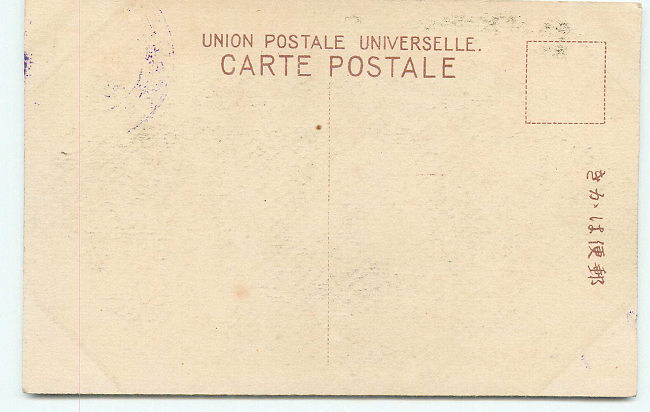 UNION POSTALE UNIVERSELLE.
CARTE POSTALE
郵便はかき